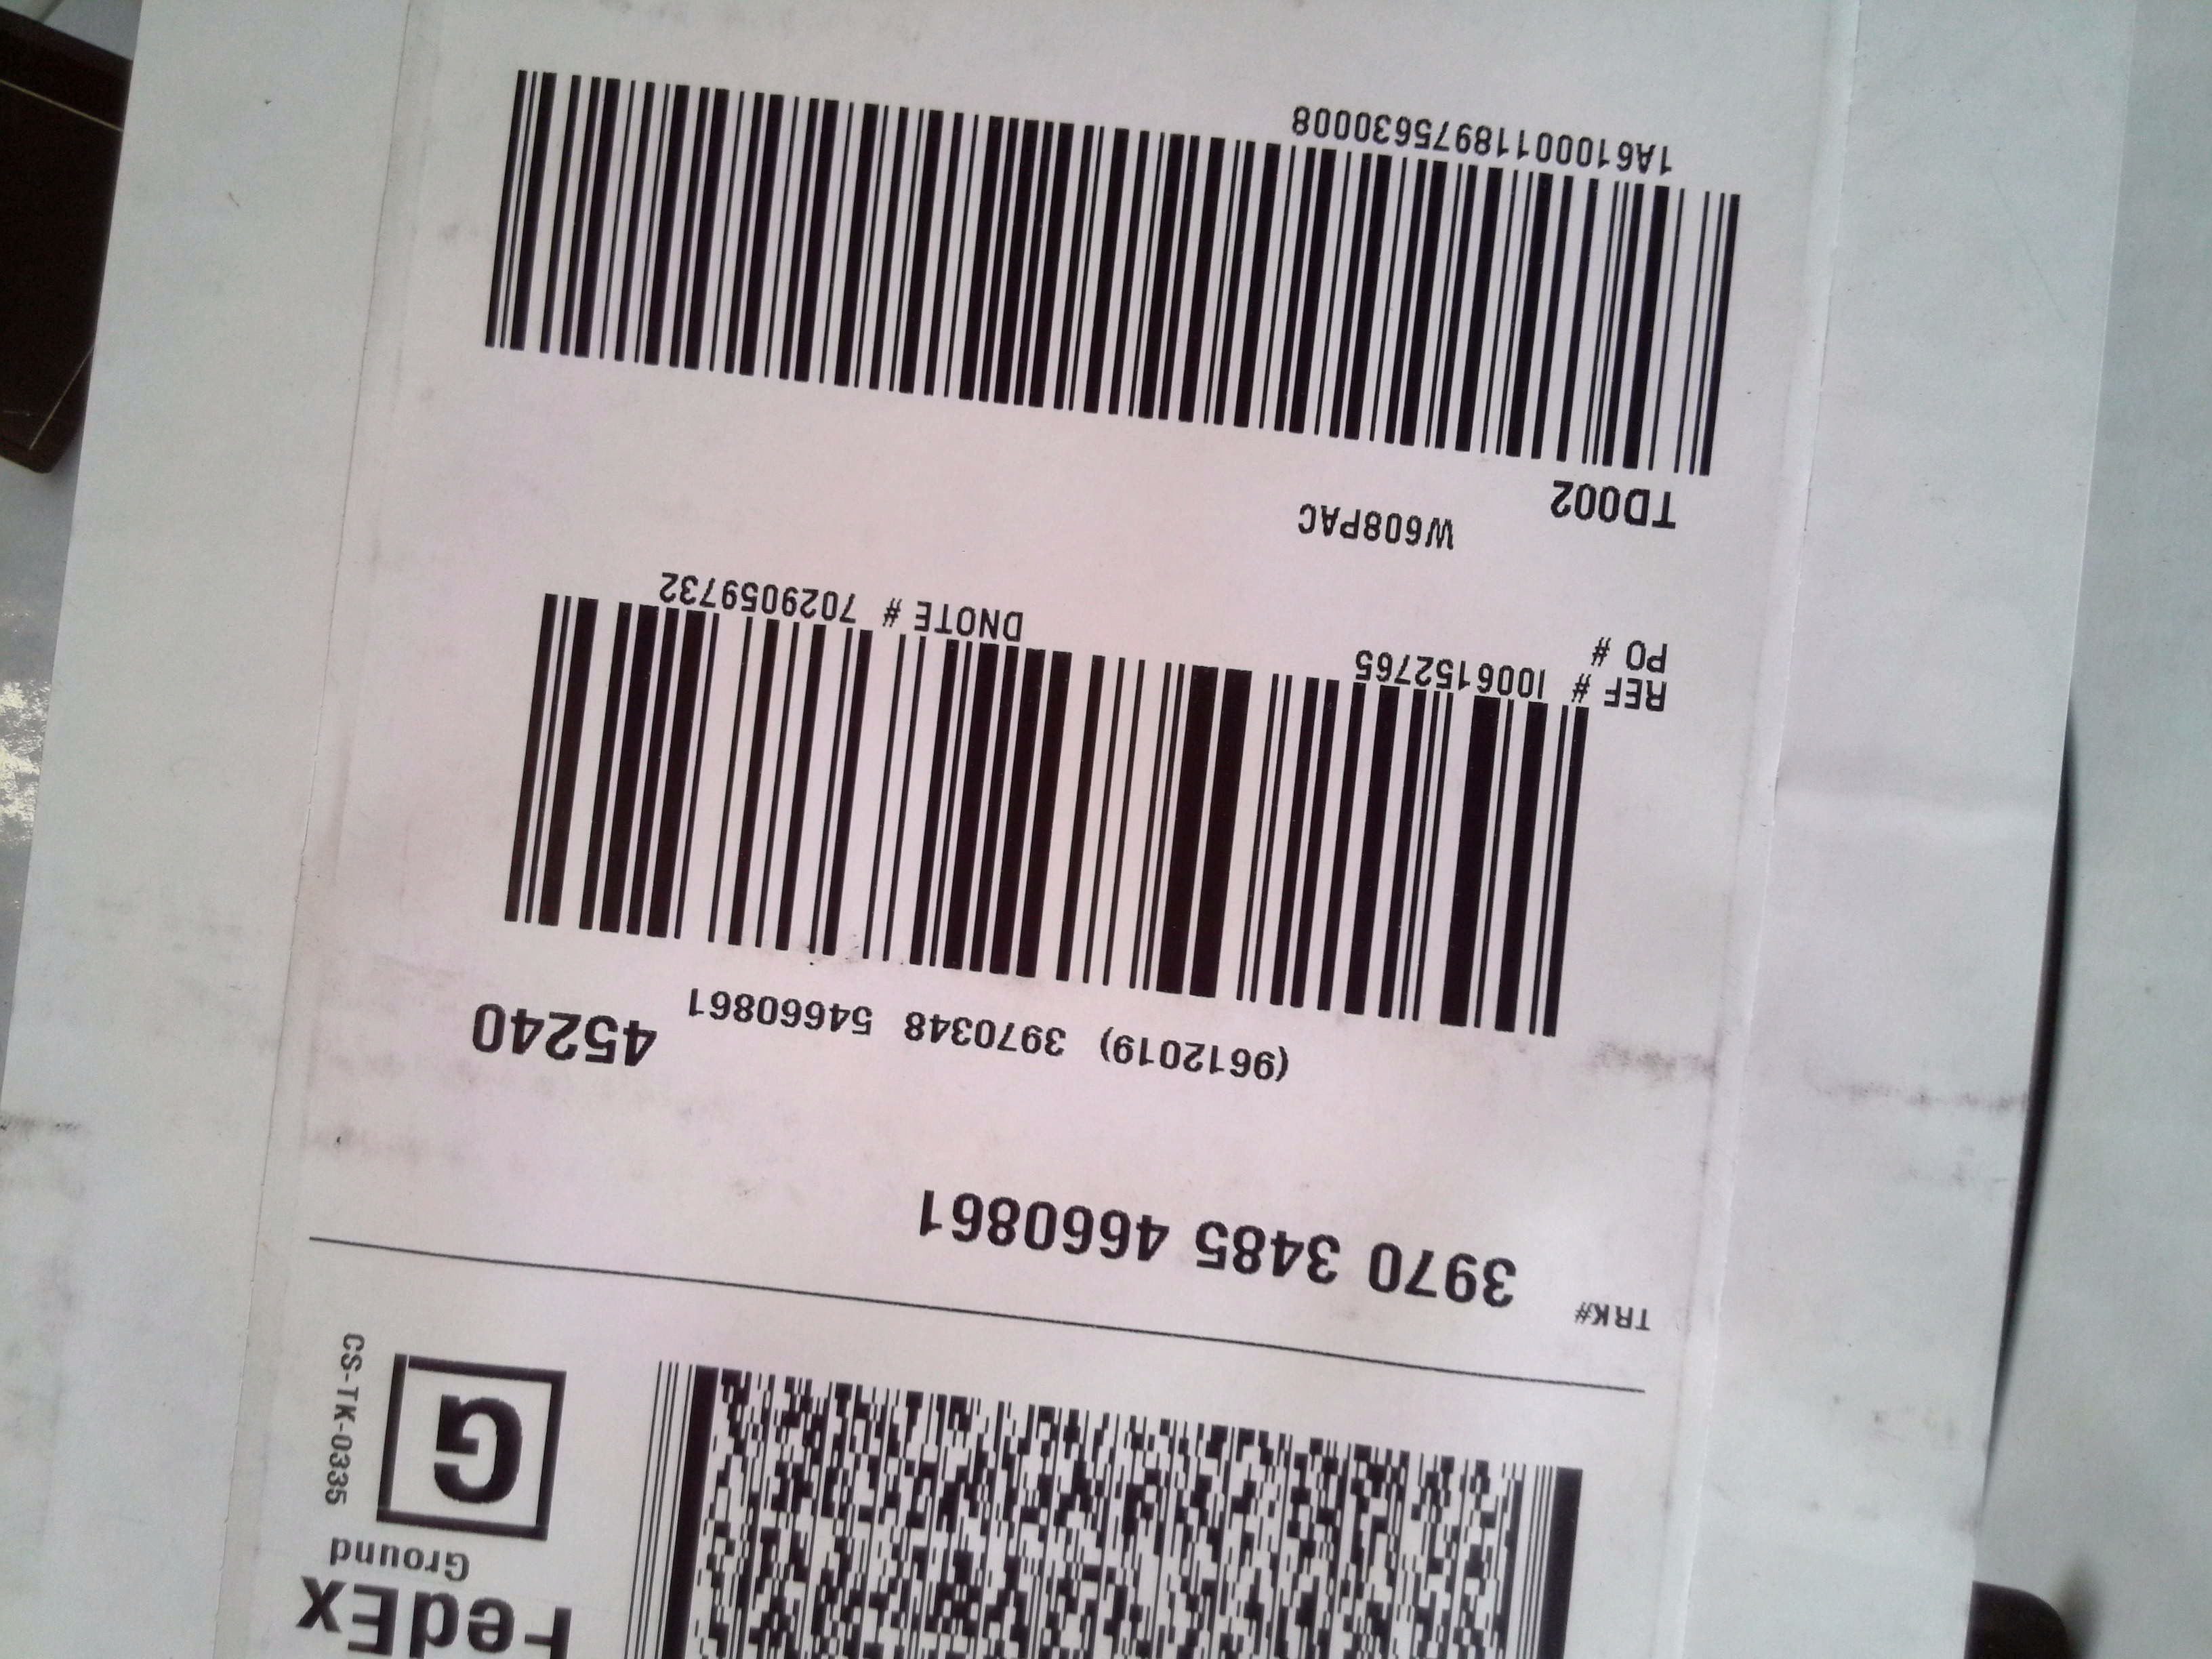 FedEx
Ground
G
CS-TK-0335
TRK#
3970 3485 4660861
(9612019) 3970348 54660861
45240
REF # I006152765
PO #
DNOTE # 7029059732
W608PAC
TD002
1A61000118975630008